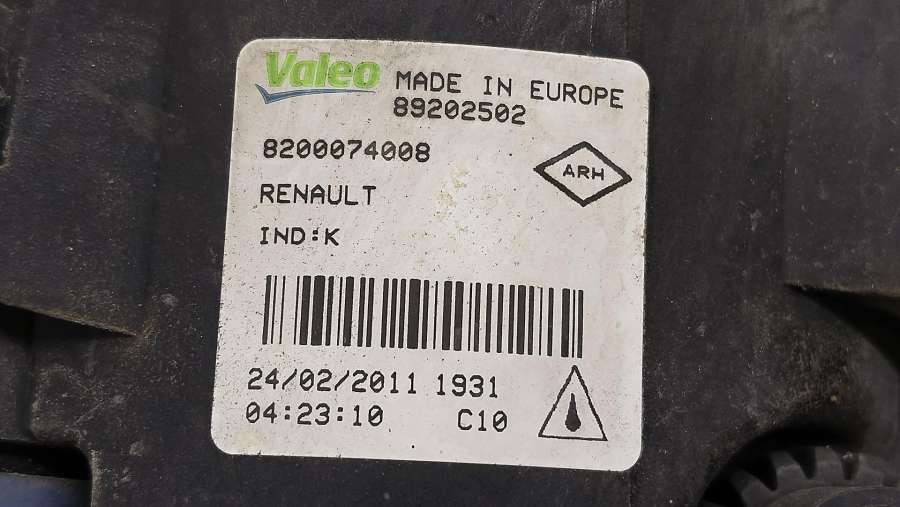 Valeo MADE IN EUROPE
89202502
8200074008
ARH
RENAULT
IND:K
24/02/2011 1931
04:23:10 C10